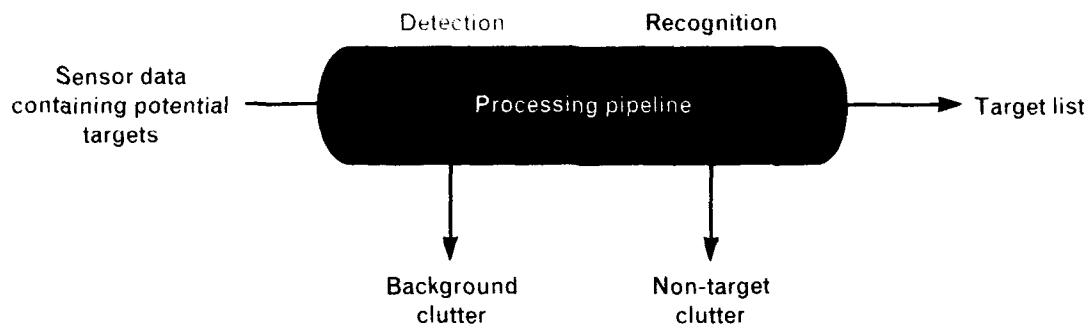 Detection
Recognition
Sensor data
containing potential
targets
Processing pipeline
Target list
Background
clutter
Non-target
clutter